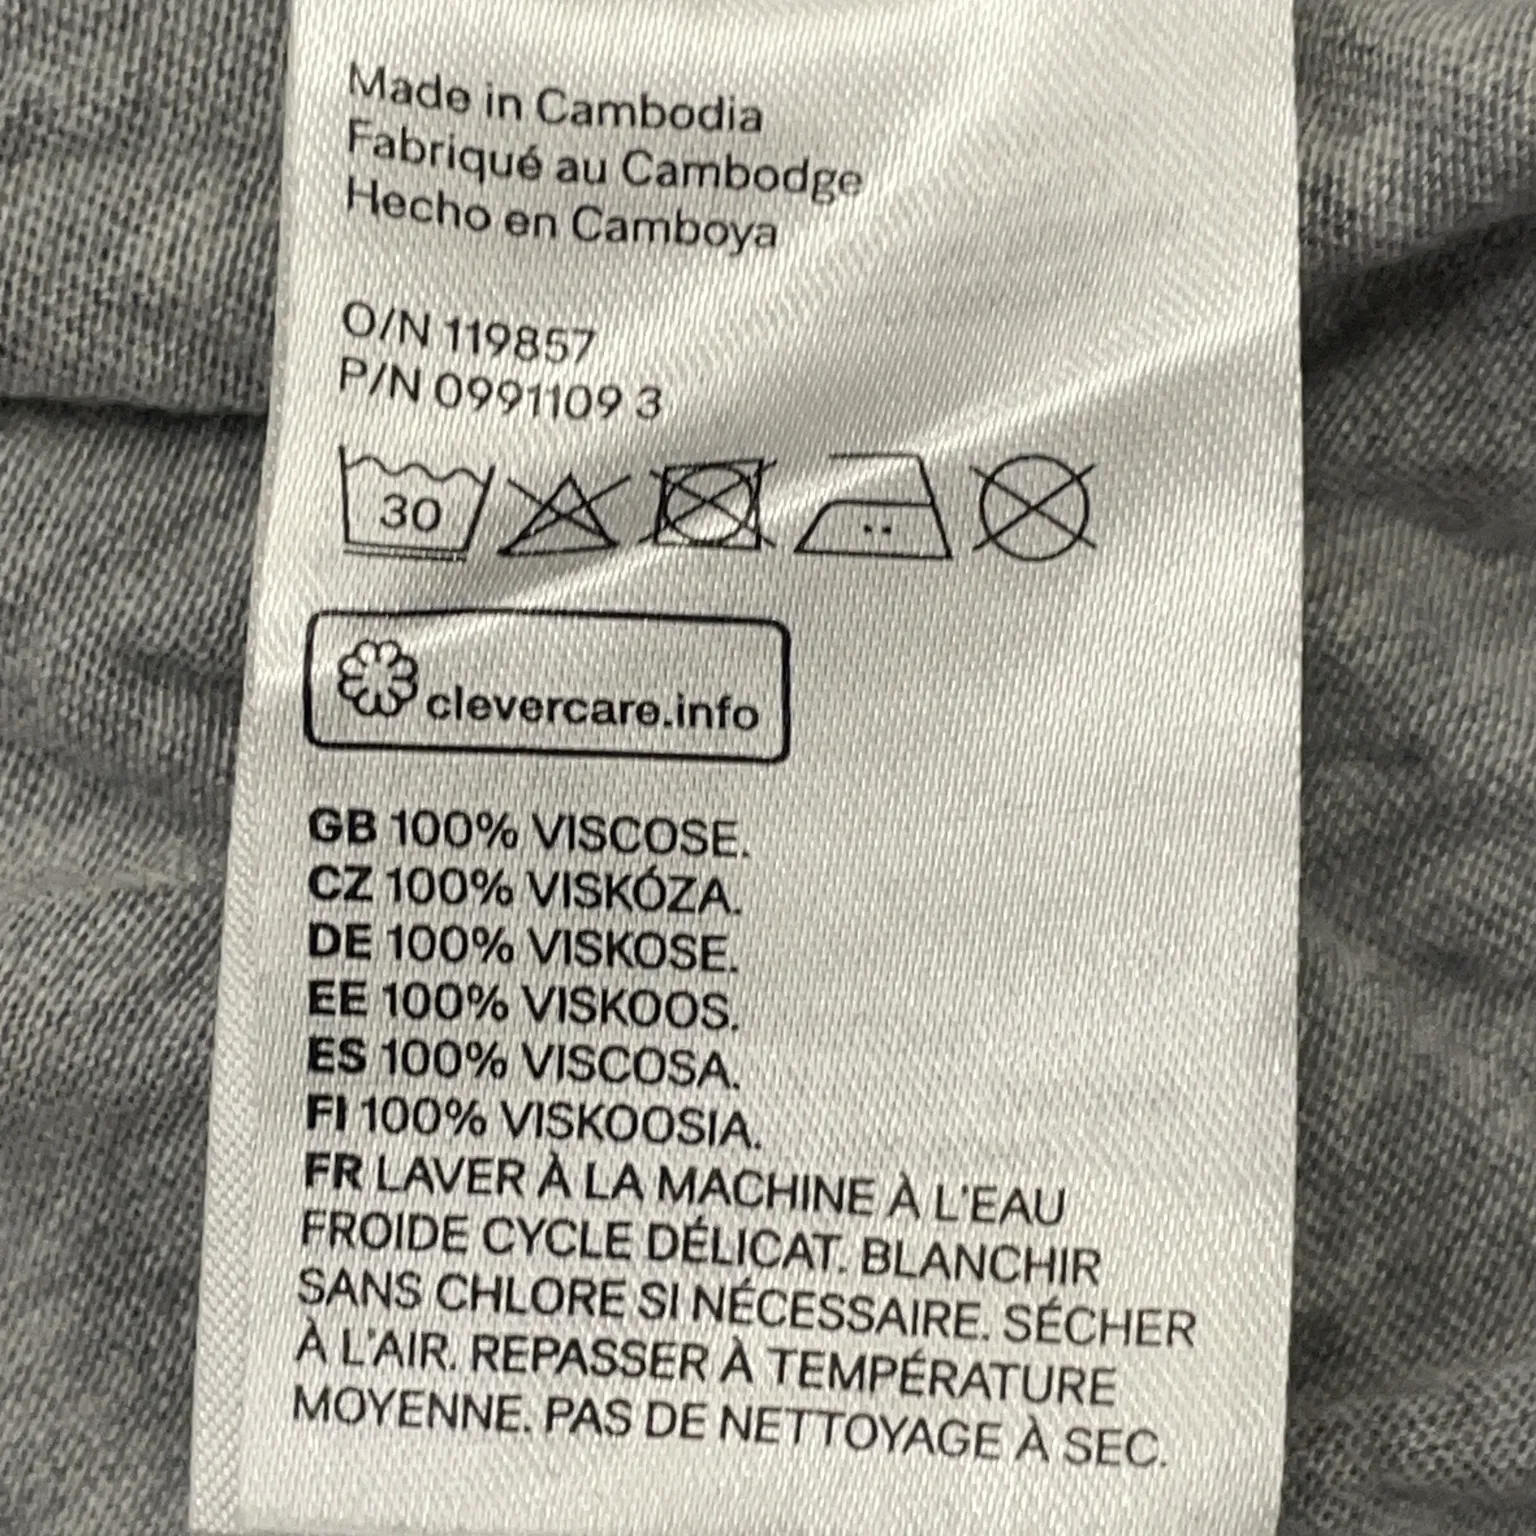 Made in Cambodia
Fabriqué au Cambodge
Hecho en Camboya
O/N 119857
P/N 0991109 3
30
clevercare.info
GB 100% VISCOSE.
CZ 100% VISKÓZA.
DE 100% VISKOSE.
EE 100% VISKOOS.
ES 100% VISCOSA.
FI 100% VISKOOSIA.
FR LAVER À LA MACHINE À L'EAU
FROIDE CYCLE DÉLICAT. BLANCHIR
SANS CHLORE SI NÉCESSAIRE. SÉCHER
À L'AIR. REPASSER À TEMPÉRATURE
MOYENNE. PAS DE NETTOYAGE À SEC.